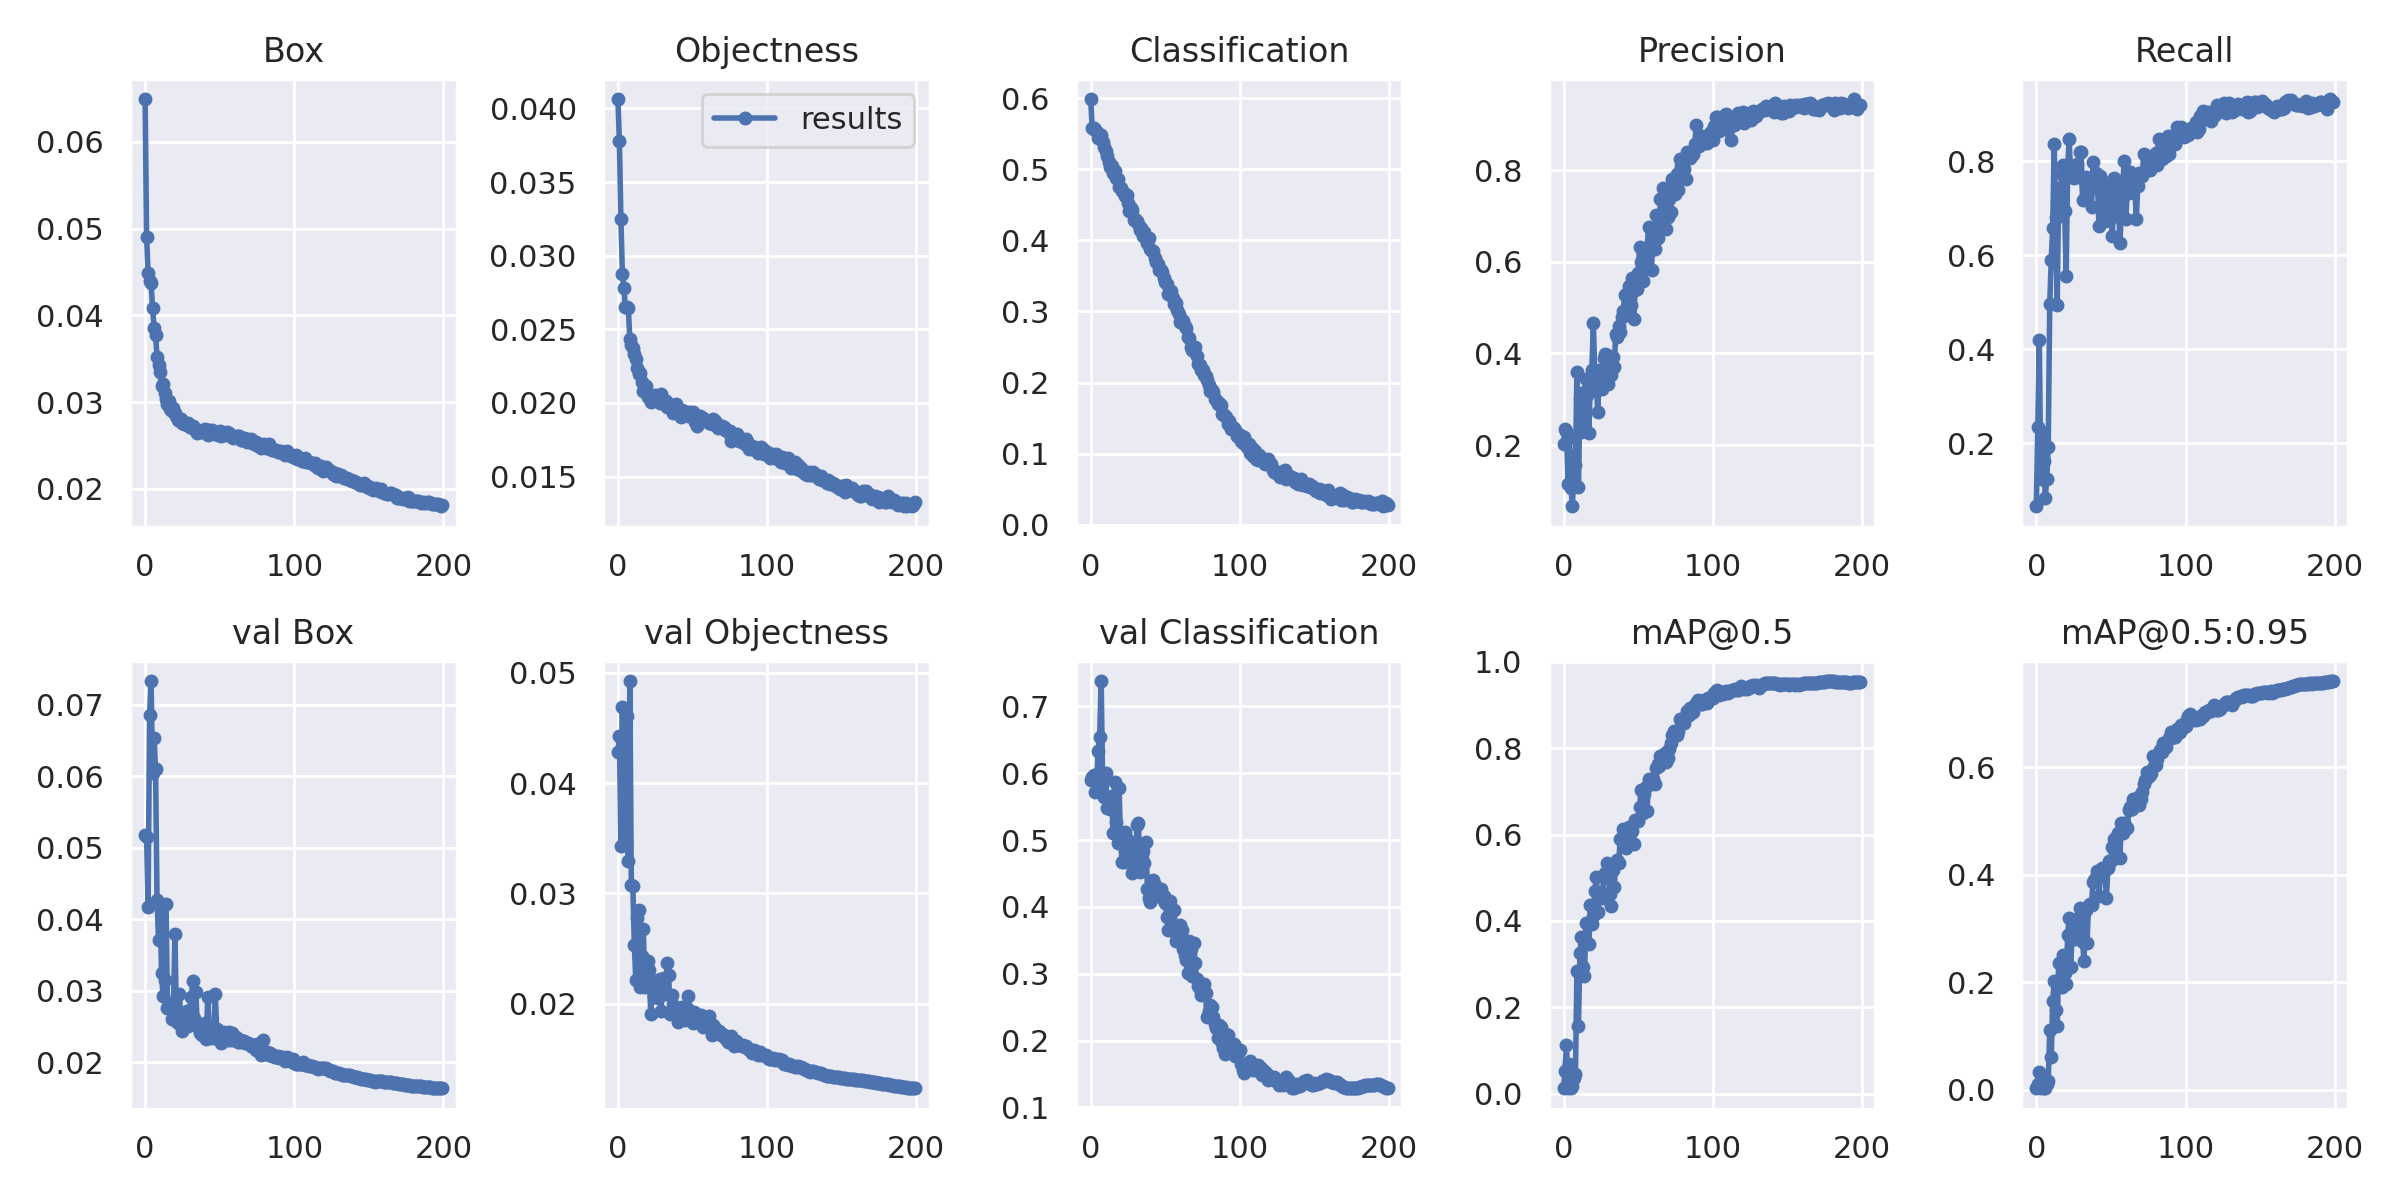 Box
Objectness
Classification
Precision
Recall
0.06
0.05
0.04
0.03
0.02
0 100 200
results
0.040
0.035
0.030
0.025
0.020
0.015
0 100 200
0.6
0.5
0.4
0.3
0.2
0.1
0.0
0 100 200
0.8
0.6
0.4
0.2
0 100 200
0.8
0.6
0.4
0.2
0 100 200
val Box
val Objectness
val Classification
mAP@0.5
mAP@0.5:0.95
0.07
0.06
0.05
0.04
0.03
0.02
0 100 200
0.05
0.04
0.03
0.02
0 100 200
0.7
0.6
0.5
0.4
0.3
0.2
0.1
0 100 200
1.0
0.8
0.6
0.4
0.2
0.0
0 100 200
0.6
0.4
0.2
0.0
0 100 200